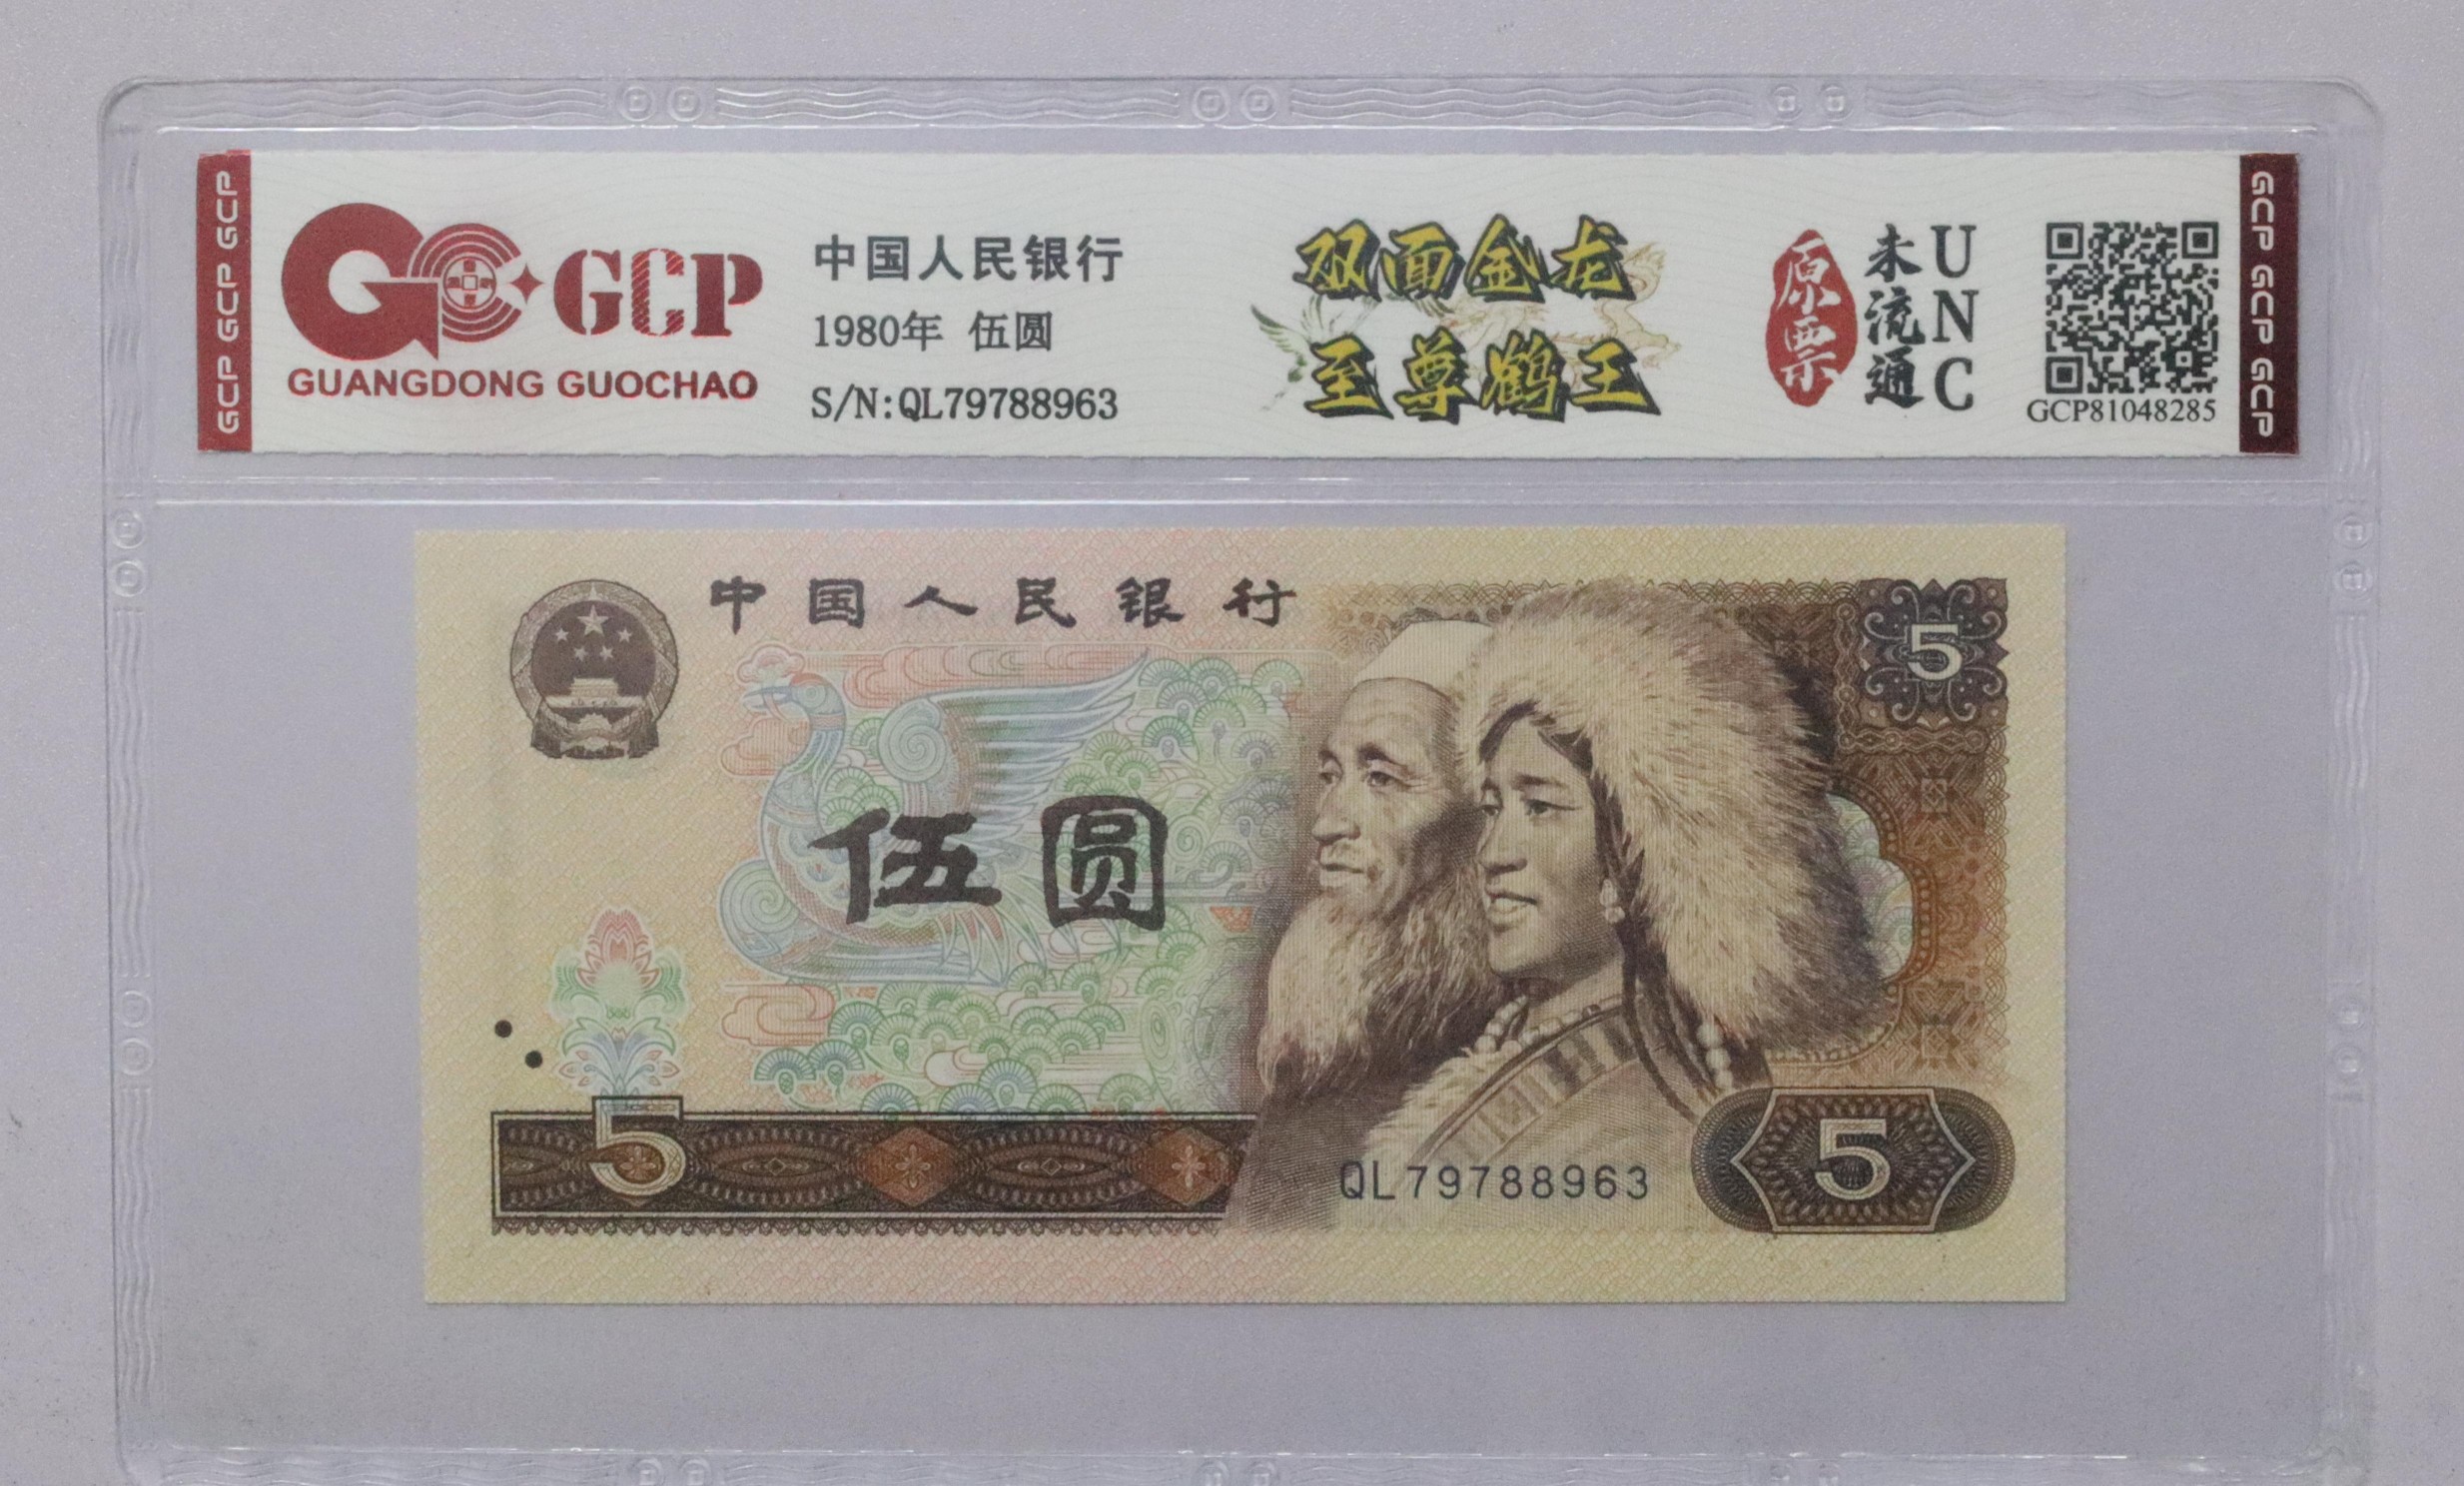 GCP GCP GCP
GCP
GUANGDONG GUOCHAO
中国人民银行
1980年 伍圆
S/N:QL79788963
双面金龙
至尊鹤王
原票
未流通
UNC
GCP81048285
GCP GCP GCP
中国人民银行
5
伍圆
5
QL79788963
5